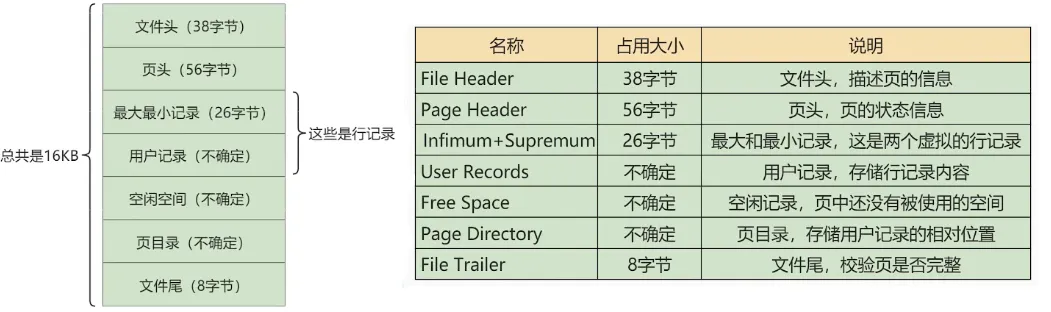 总共是16KB
文件头（38字节）
页头（56字节）
最大最小记录（26字节）
用户记录（不确定）
空闲空间（不确定）
页目录（不确定）
文件尾（8字节）
这些是行记录
名称 占用大小 说明
File Header 38字节 文件头，描述页的信息
Page Header 56字节 页头，页的状态信息
Infimum+Supremum 26字节 最大和最小记录，这是两个虚拟的行记录
User Records 不确定 用户记录，存储行记录内容
Free Space 不确定 空闲记录，页中还没有被使用的空间
Page Directory 不确定 页目录，存储用户记录的相对位置
File Trailer 8字节 文件尾，校验页是否完整